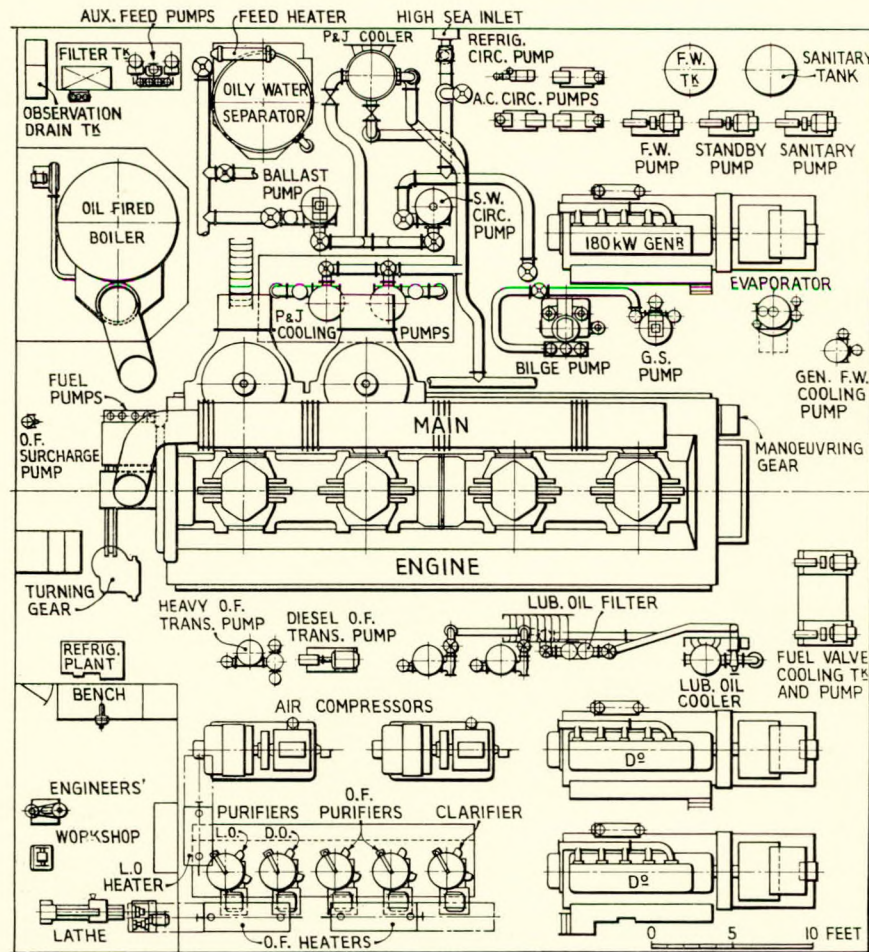 AUX. FEED PUMPS
FEED HEATER
HIGH SEA INLET
P&J COOLER
REFRIG.
CIRC. PUMP
FILTER Tᴷ
OILY WATER
SEPARATOR
F.W.
Tᴷ
SANITARY
TANK
OBSERVATION
DRAIN Tᴷ
A.C. CIRC. PUMPS
F.W.
PUMP
STANDBY
PUMP
SANITARY
PUMP
BALLAST
PUMP
S.W.
CIRC.
PUMP
OIL FIRED
BOILER
180 kW GENᴿ
EVAPORATOR
P&J
COOLING
PUMPS
BILGE PUMP
G.S.
PUMP
GEN. F.W.
COOLING
PUMP
FUEL
PUMPS
O.F.
SURCHARGE
PUMP
MAIN
MANOEUVRING
GEAR
ENGINE
TURNING
GEAR
HEAVY O.F.
TRANS. PUMP
DIESEL O.F.
TRANS. PUMP
LUB. OIL FILTER
LUB. OIL
COOLER
FUEL VALVE
COOLING Tᴷ
AND PUMP
REFRIG.
PLANT
BENCH
AIR COMPRESSORS
Dº
ENGINEERS'
WORKSHOP
PURIFIERS
L.O.
D.O.
O.F.
PURIFIERS
CLARIFIER
L.O
HEATER
Dº
LATHE
O.F. HEATERS
0 5 10 FEET